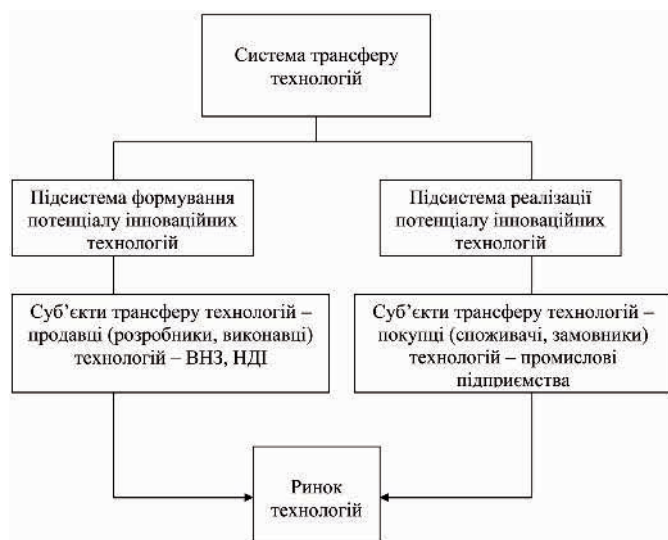 Система трансферу
технологій
Підсистема формування
потенціалу інноваційних
технологій
Підсистема реалізації
потенціалу інноваційних
технологій
Суб’єкти трансферу технологій –
продавці (розробники, виконавці)
технологій – ВНЗ, НДІ
Суб’єкти трансферу технологій –
покупці (споживачі, замовники)
технологій – промислові
підприємства
Ринок
технологій